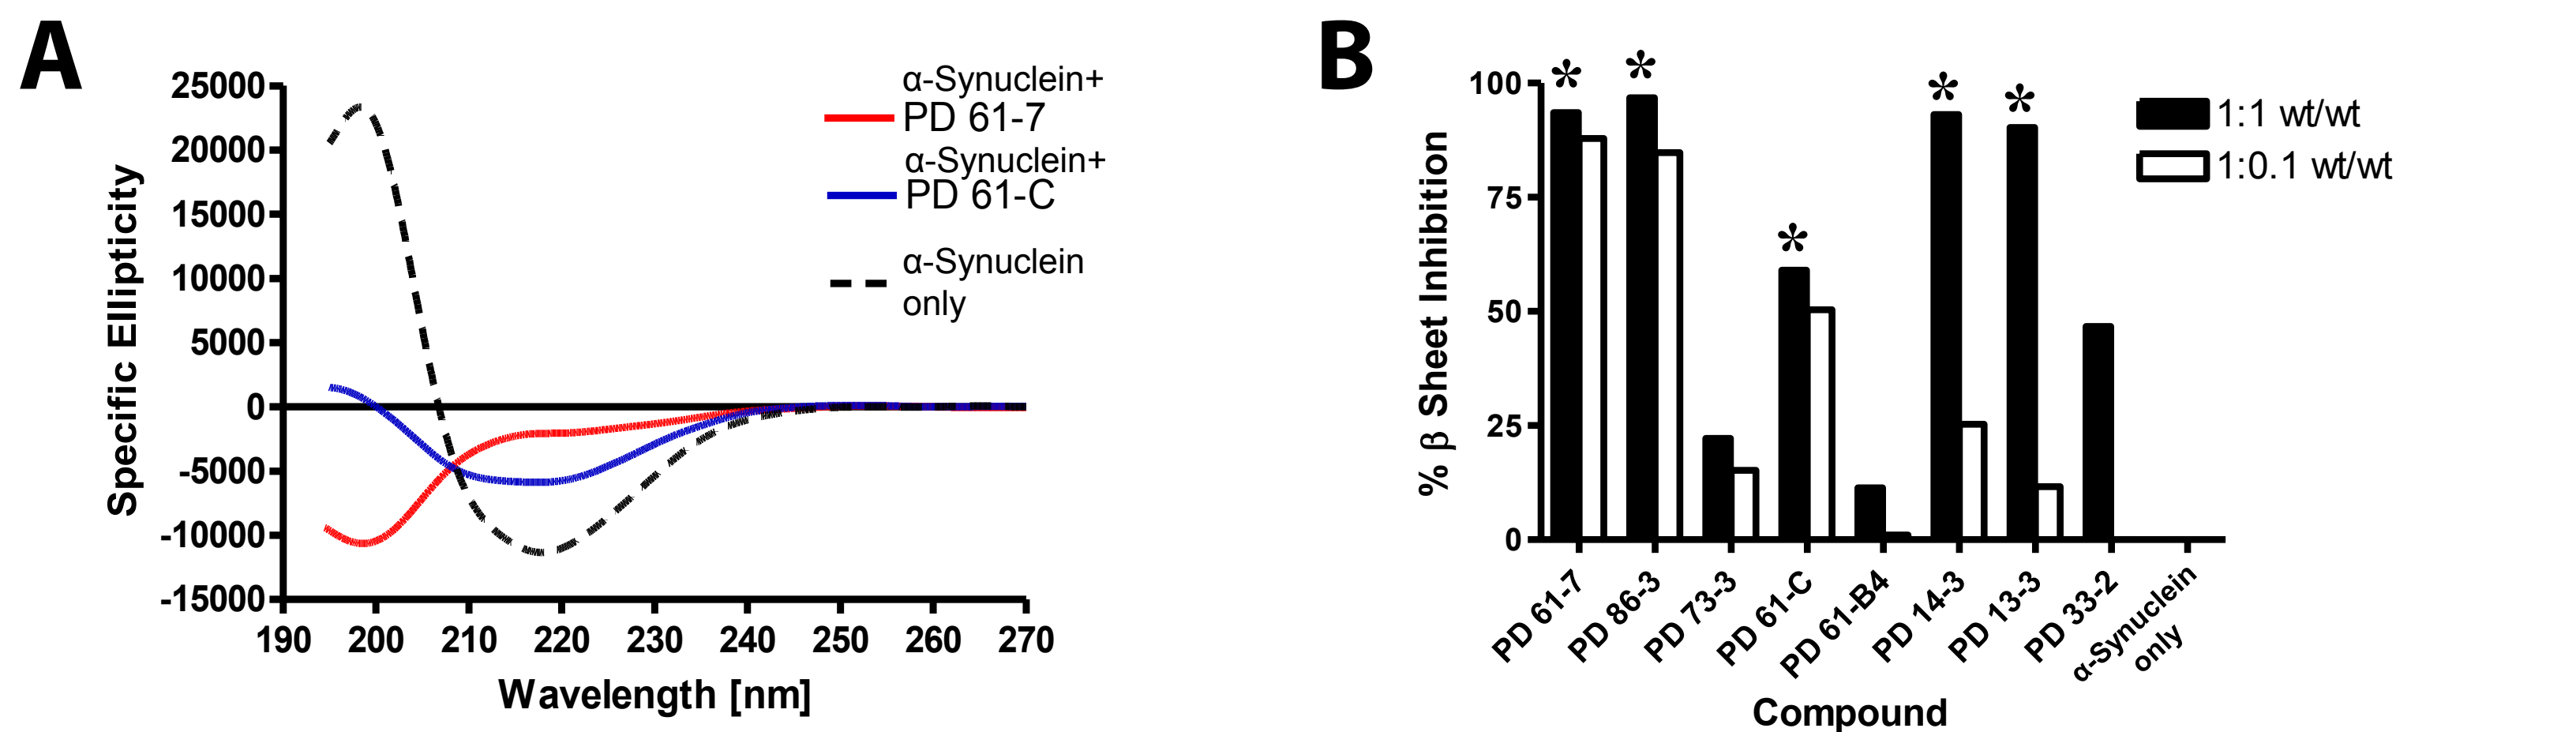 A
25000
20000
15000
10000
5000
0
-5000
-10000
-15000
190 200 210 220 230 240 250 260 270
Specific Ellipticity
Wavelength [nm]
α-Synuclein+
PD 61-7
α-Synuclein+
PD 61-C
α-Synuclein
only
B
100
75
50
25
0
% β Sheet Inhibition
* * * * *
1:1 wt/wt
1:0.1 wt/wt
PD 61-7
PD 86-3
PD 73-3
PD 61-C
PD 61-B4
PD 14-3
PD 13-3
PD 33-2
α-Synuclein
only
Compound